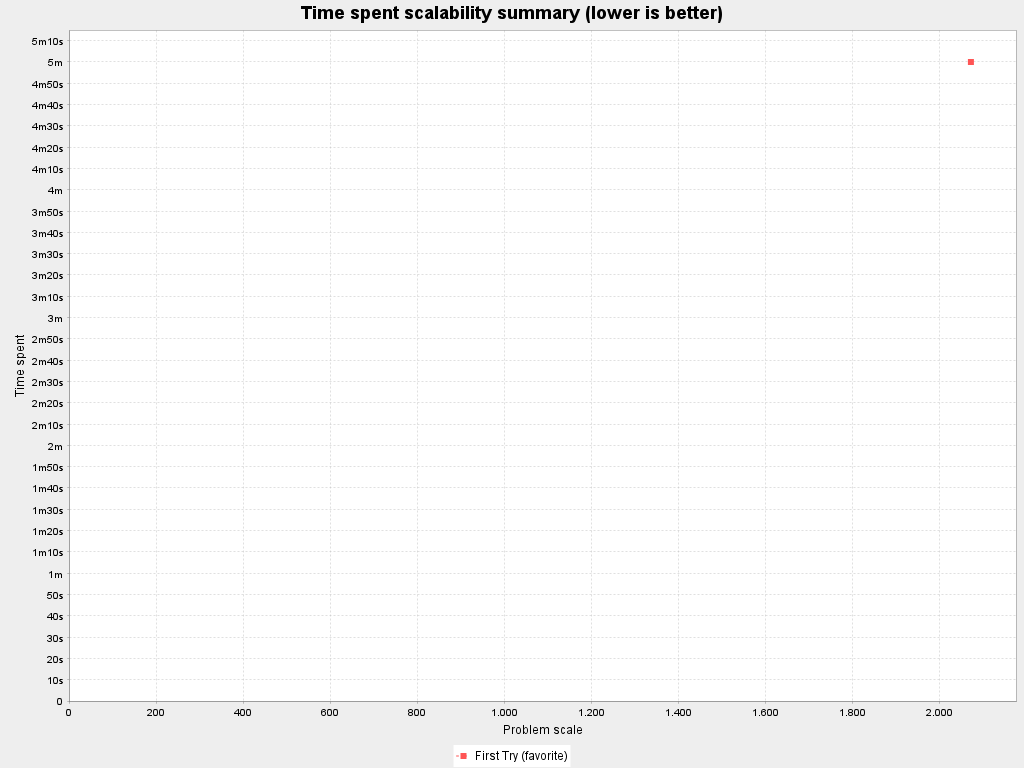 Time spent scalability summary (lower is better)
5m10s
5m
4m50s
4m40s
4m30s
4m20s
4m10s
4m
3m50s
3m40s
3m30s
3m20s
3m10s
3m
2m50s
2m40s
2m30s
2m20s
2m10s
2m
1m50s
1m40s
1m30s
1m20s
1m10s
1m
50s
40s
30s
20s
10s
0
Time spent
0 200 400 600 800 1.000 1.200 1.400 1.600 1.800 2.000
Problem scale
First Try (favorite)